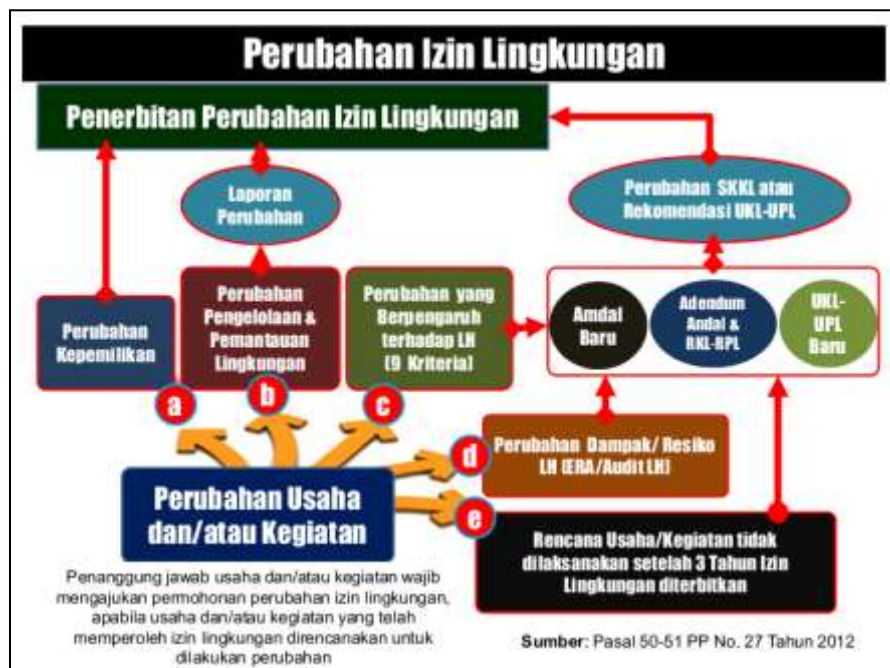 Perubahan Izin Lingkungan
Penerbitan Perubahan Izin Lingkungan
Laporan
Perubahan
Perubahan SKKL atau
Rekomendasi UKL-UPL
Perubahan
Kepemilikan
Perubahan
Pengelolaan &
Pemantauan
Lingkungan
Perubahan yang
Berpengaruh
terhadap LH
(9 Kriteria)
Amdal
Baru
Adendum
Andal &
RKL-RPL
UKL-
UPL
Baru
a
b
c
d
Perubahan Dampak/ Resiko
LH (ERA/Audit LH)
Perubahan Usaha
dan/atau Kegiatan
e
Rencana Usaha/Kegiatan tidak
dilaksanakan setelah 3 Tahun Izin
Lingkungan diterbitkan
Penanggung jawab usaha dan/atau kegiatan wajib
mengajukan permohonan perubahan izin lingkungan,
apabila usaha dan/atau kegiatan yang telah
memperoleh izin lingkungan direncanakan untuk
dilakukan perubahan
Sumber: Pasal 50-51 PP No. 27 Tahun 2012